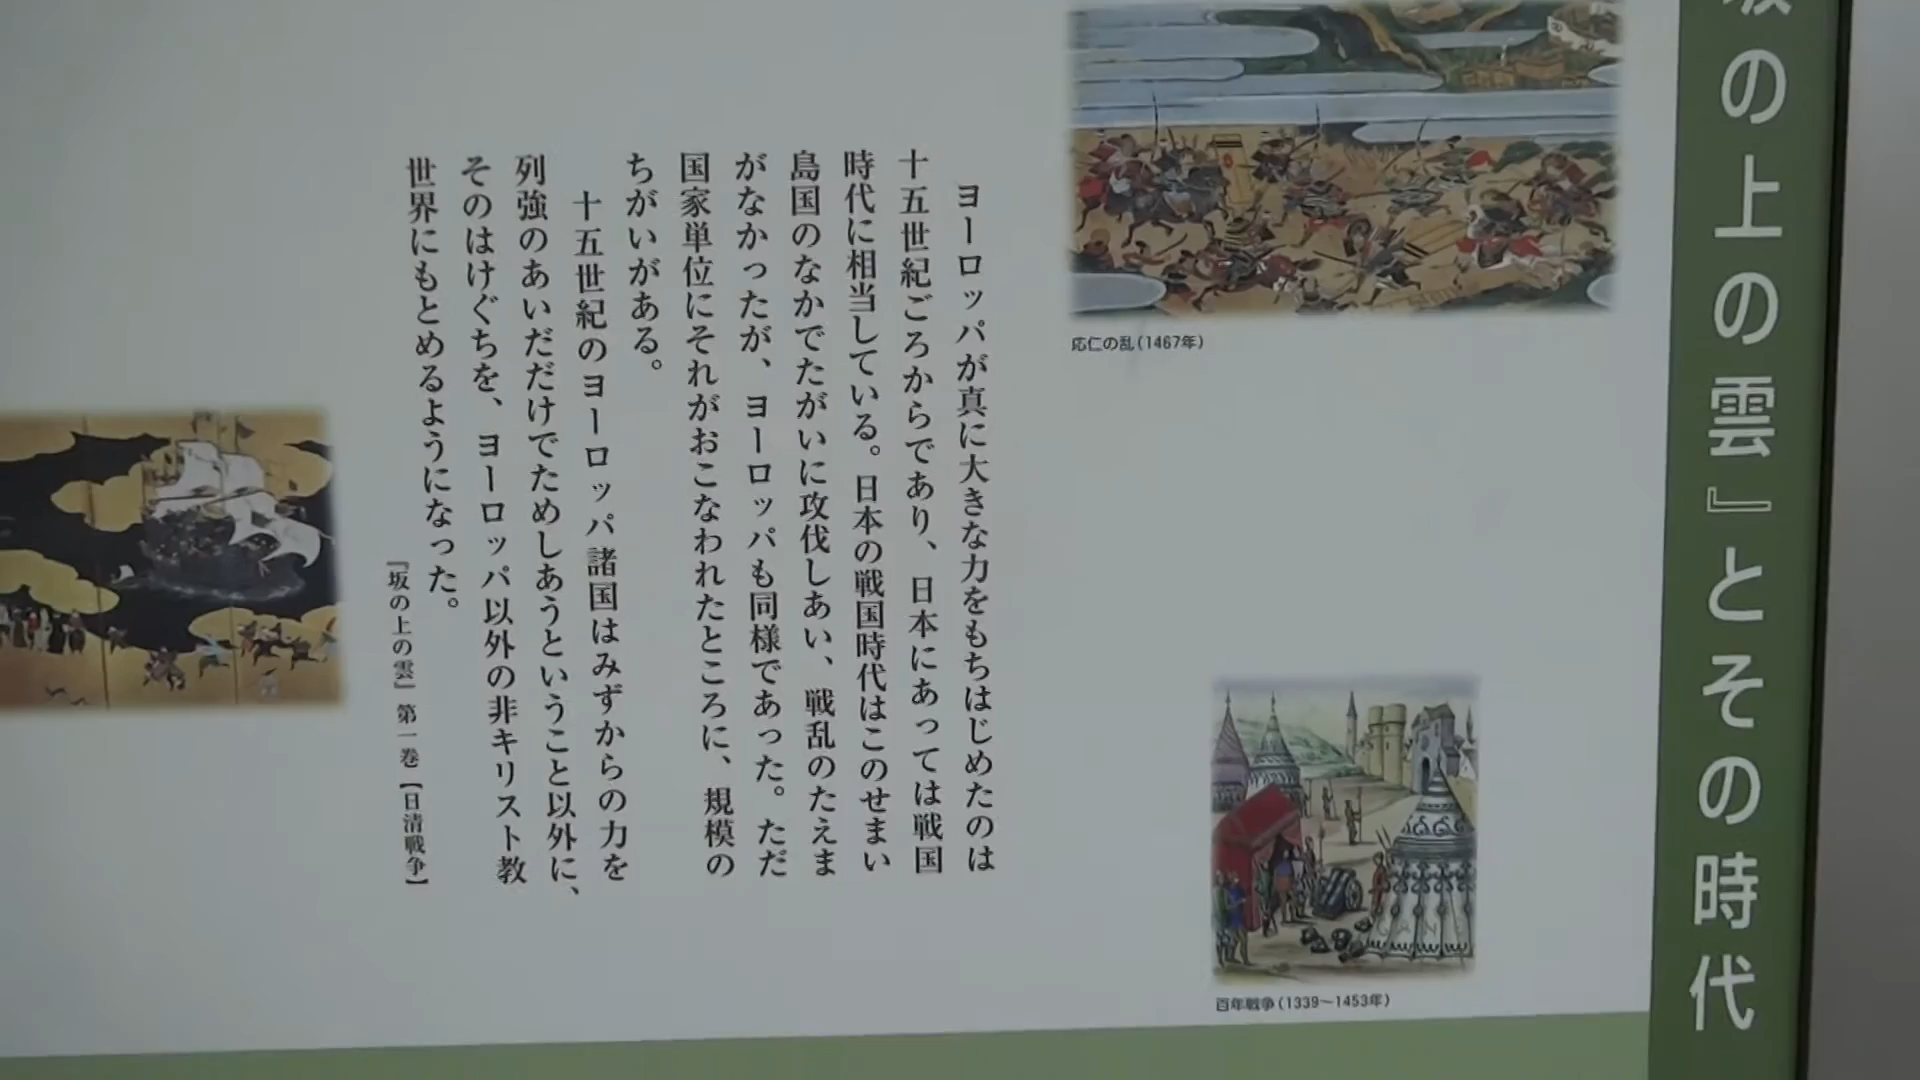 坂の上の雲』とその時代
応仁の乱(1467年)
百年戦争(1339〜1453年)
ヨーロッパが真に大きな力をもちはじめたのは
十五世紀ごろからであり、日本にあっては戦国
時代に相当している。日本の戦国時代はこのせまい
島国のなかでたがいに攻伐しあい、戦乱のたえま
がなかったが、ヨーロッパも同様であった。ただ
国家単位にそれがおこなわれたところに、規模の
ちがいがある。
十五世紀のヨーロッパ諸国はみずからの力を
列強のあいだだけでためしあうということ以外に、
そのはけぐちを、ヨーロッパ以外の非キリスト教
世界にもとめるようになった。
『坂の上の雲』第一巻【日清戦争】